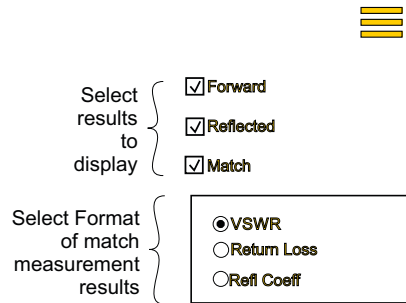 Select
results
to
display
Forward
Reflected
Match
Select Format
of match
measurement
results
VSWR
Return Loss
Refl Coeff